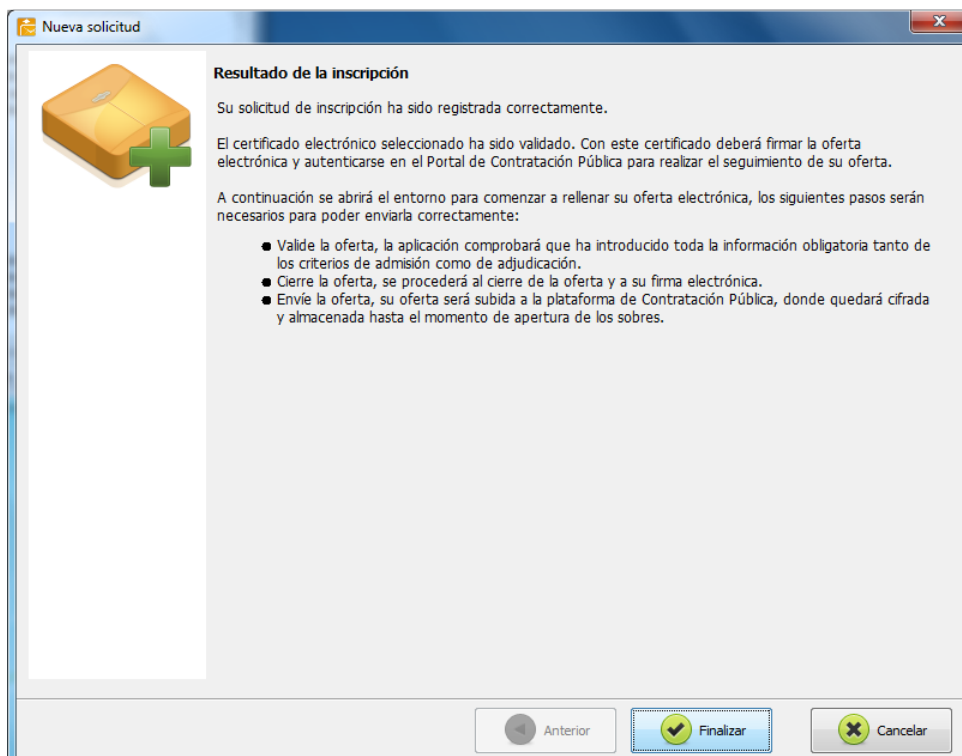 Nueva solicitud
Resultado de la inscripción
Su solicitud de inscripción ha sido registrada correctamente.
El certificado electrónico seleccionado ha sido validado. Con este certificado deberá firmar la oferta
electrónica y autenticarse en el Portal de Contratación Pública para realizar el seguimiento de su oferta.
A continuación se abrirá el entorno para comenzar a rellenar su oferta electrónica, los siguientes pasos serán
necesarios para poder enviarla correctamente:
● Valide la oferta, la aplicación comprobará que ha introducido toda la información obligatoria tanto de
los criterios de admisión como de adjudicación.
● Cierre la oferta, se procederá al cierre de la oferta y a su firma electrónica.
● Envíe la oferta, su oferta será subida a la plataforma de Contratación Pública, donde quedará cifrada
y almacenada hasta el momento de apertura de los sobres.
Anterior Finalizar Cancelar